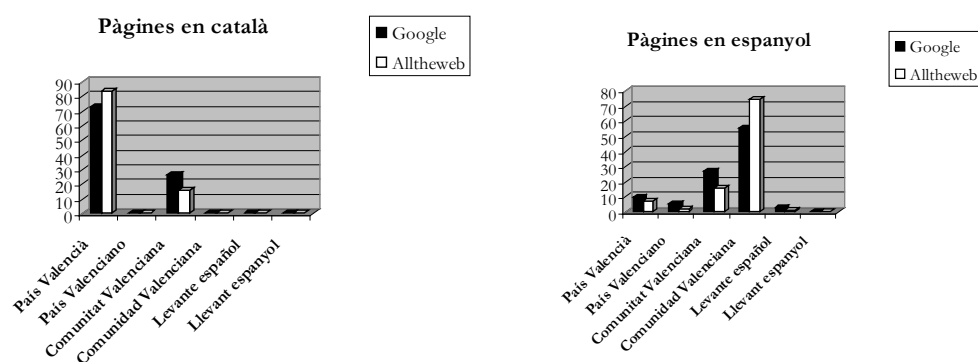 Pàgines en català
Google
Alltheweb
90
80
70
60
50
40
30
20
10
0
País Valencià
País Valenciano
Comunitat Valenciana
Comunidad Valenciana
Levante español
Llevant espanyol
Pàgines en espanyol
Google
Alltheweb
80
70
60
50
40
30
20
10
0
País Valencià
País Valenciano
Comunitat Valenciana
Comunidad Valenciana
Levante español
Llevant espanyol